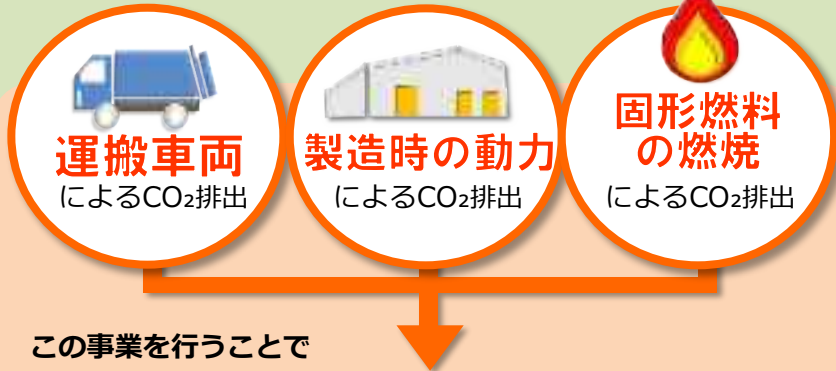 運搬車両
によるCO₂排出
製造時の動力
によるCO₂排出
固形燃料
の燃焼
によるCO₂排出
この事業を行うことで